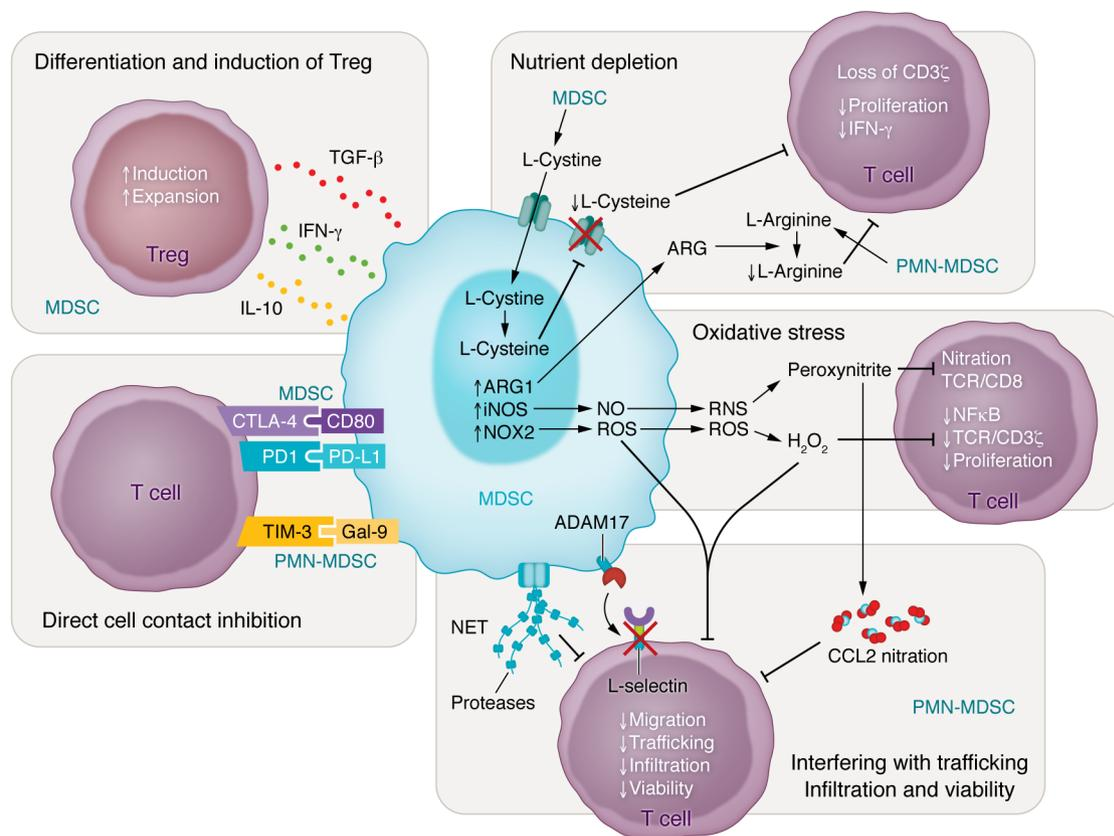 Differentiation and induction of Treg
↑Induction
↑Expansion
Treg
TGF-β
IFN-γ
IL-10
MDSC
Nutrient depletion
MDSC
L-Cystine
↓L-Cysteine
ARG
L-Arginine
↓L-Arginine
PMN-MDSC
Loss of CD3ζ
↓Proliferation
↓IFN-γ
T cell
L-Cystine
L-Cysteine
↑ARG1
↑iNOS
↑NOX2
NO
ROS
RNS
ROS
MDSC
Oxidative stress
Peroxynitrite
H₂O₂
Nitration
TCR/CD8
↓NFκB
↓TCR/CD3ζ
↓Proliferation
T cell
MDSC
CTLA-4
CD80
PD1
PD-L1
T cell
TIM-3
Gal-9
PMN-MDSC
Direct cell contact inhibition
ADAM17
NET
Proteases
L-selectin
↓Migration
↓Trafficking
↓Infiltration
↓Viability
T cell
CCL2 nitration
PMN-MDSC
Interfering with trafficking
Infiltration and viability